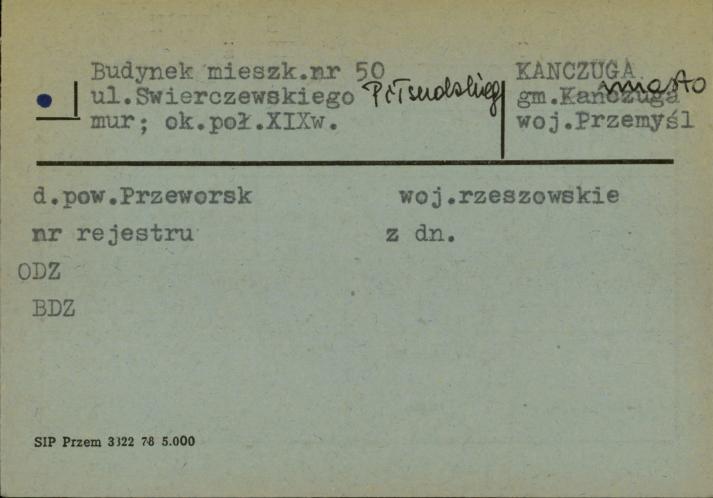 Budynek mieszk.nr 50
ul.Swierczewskiego Piłsudskiego
mur; ok.poł.XIXw.
KANCZUGA
miasto
gm.Kańczuga
woj.Przemyśl
d.pow.Przeworsk woj.rzeszowskie
nr rejestru z dn.
ODZ
BDZ
SIP Przem 3322 78 5.000